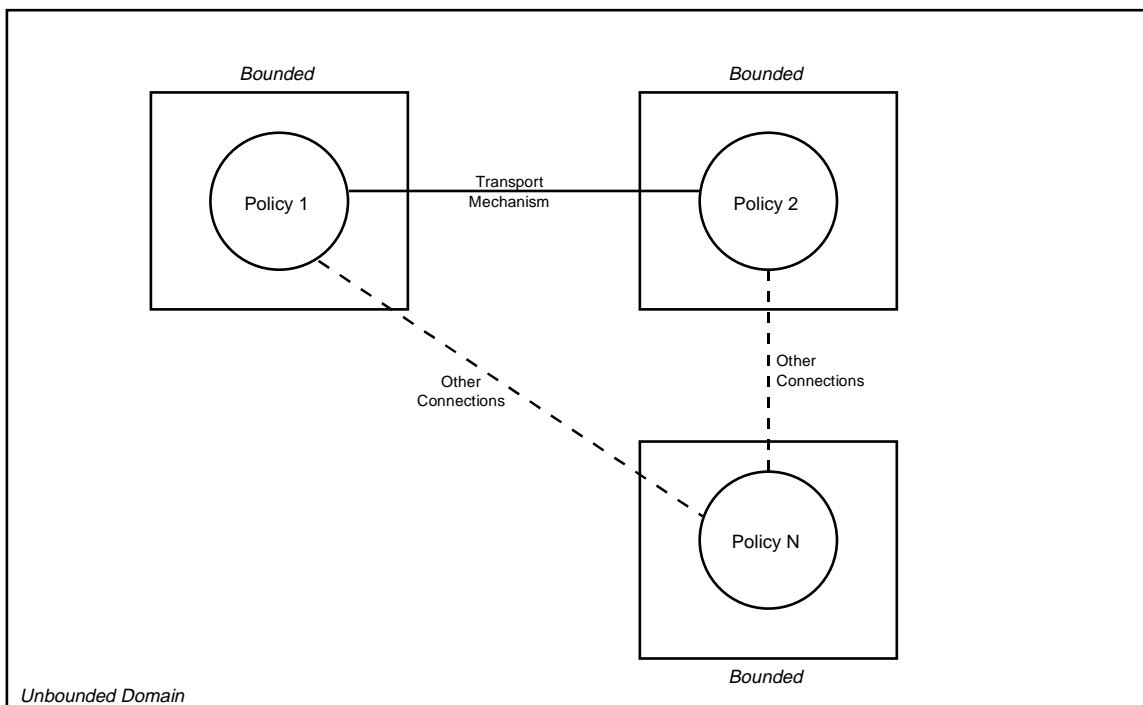 Bounded
Bounded
Policy 1
Transport
Mechanism
Policy 2
Other
Connections
Other
Connections
Policy N
Bounded
Unbounded Domain